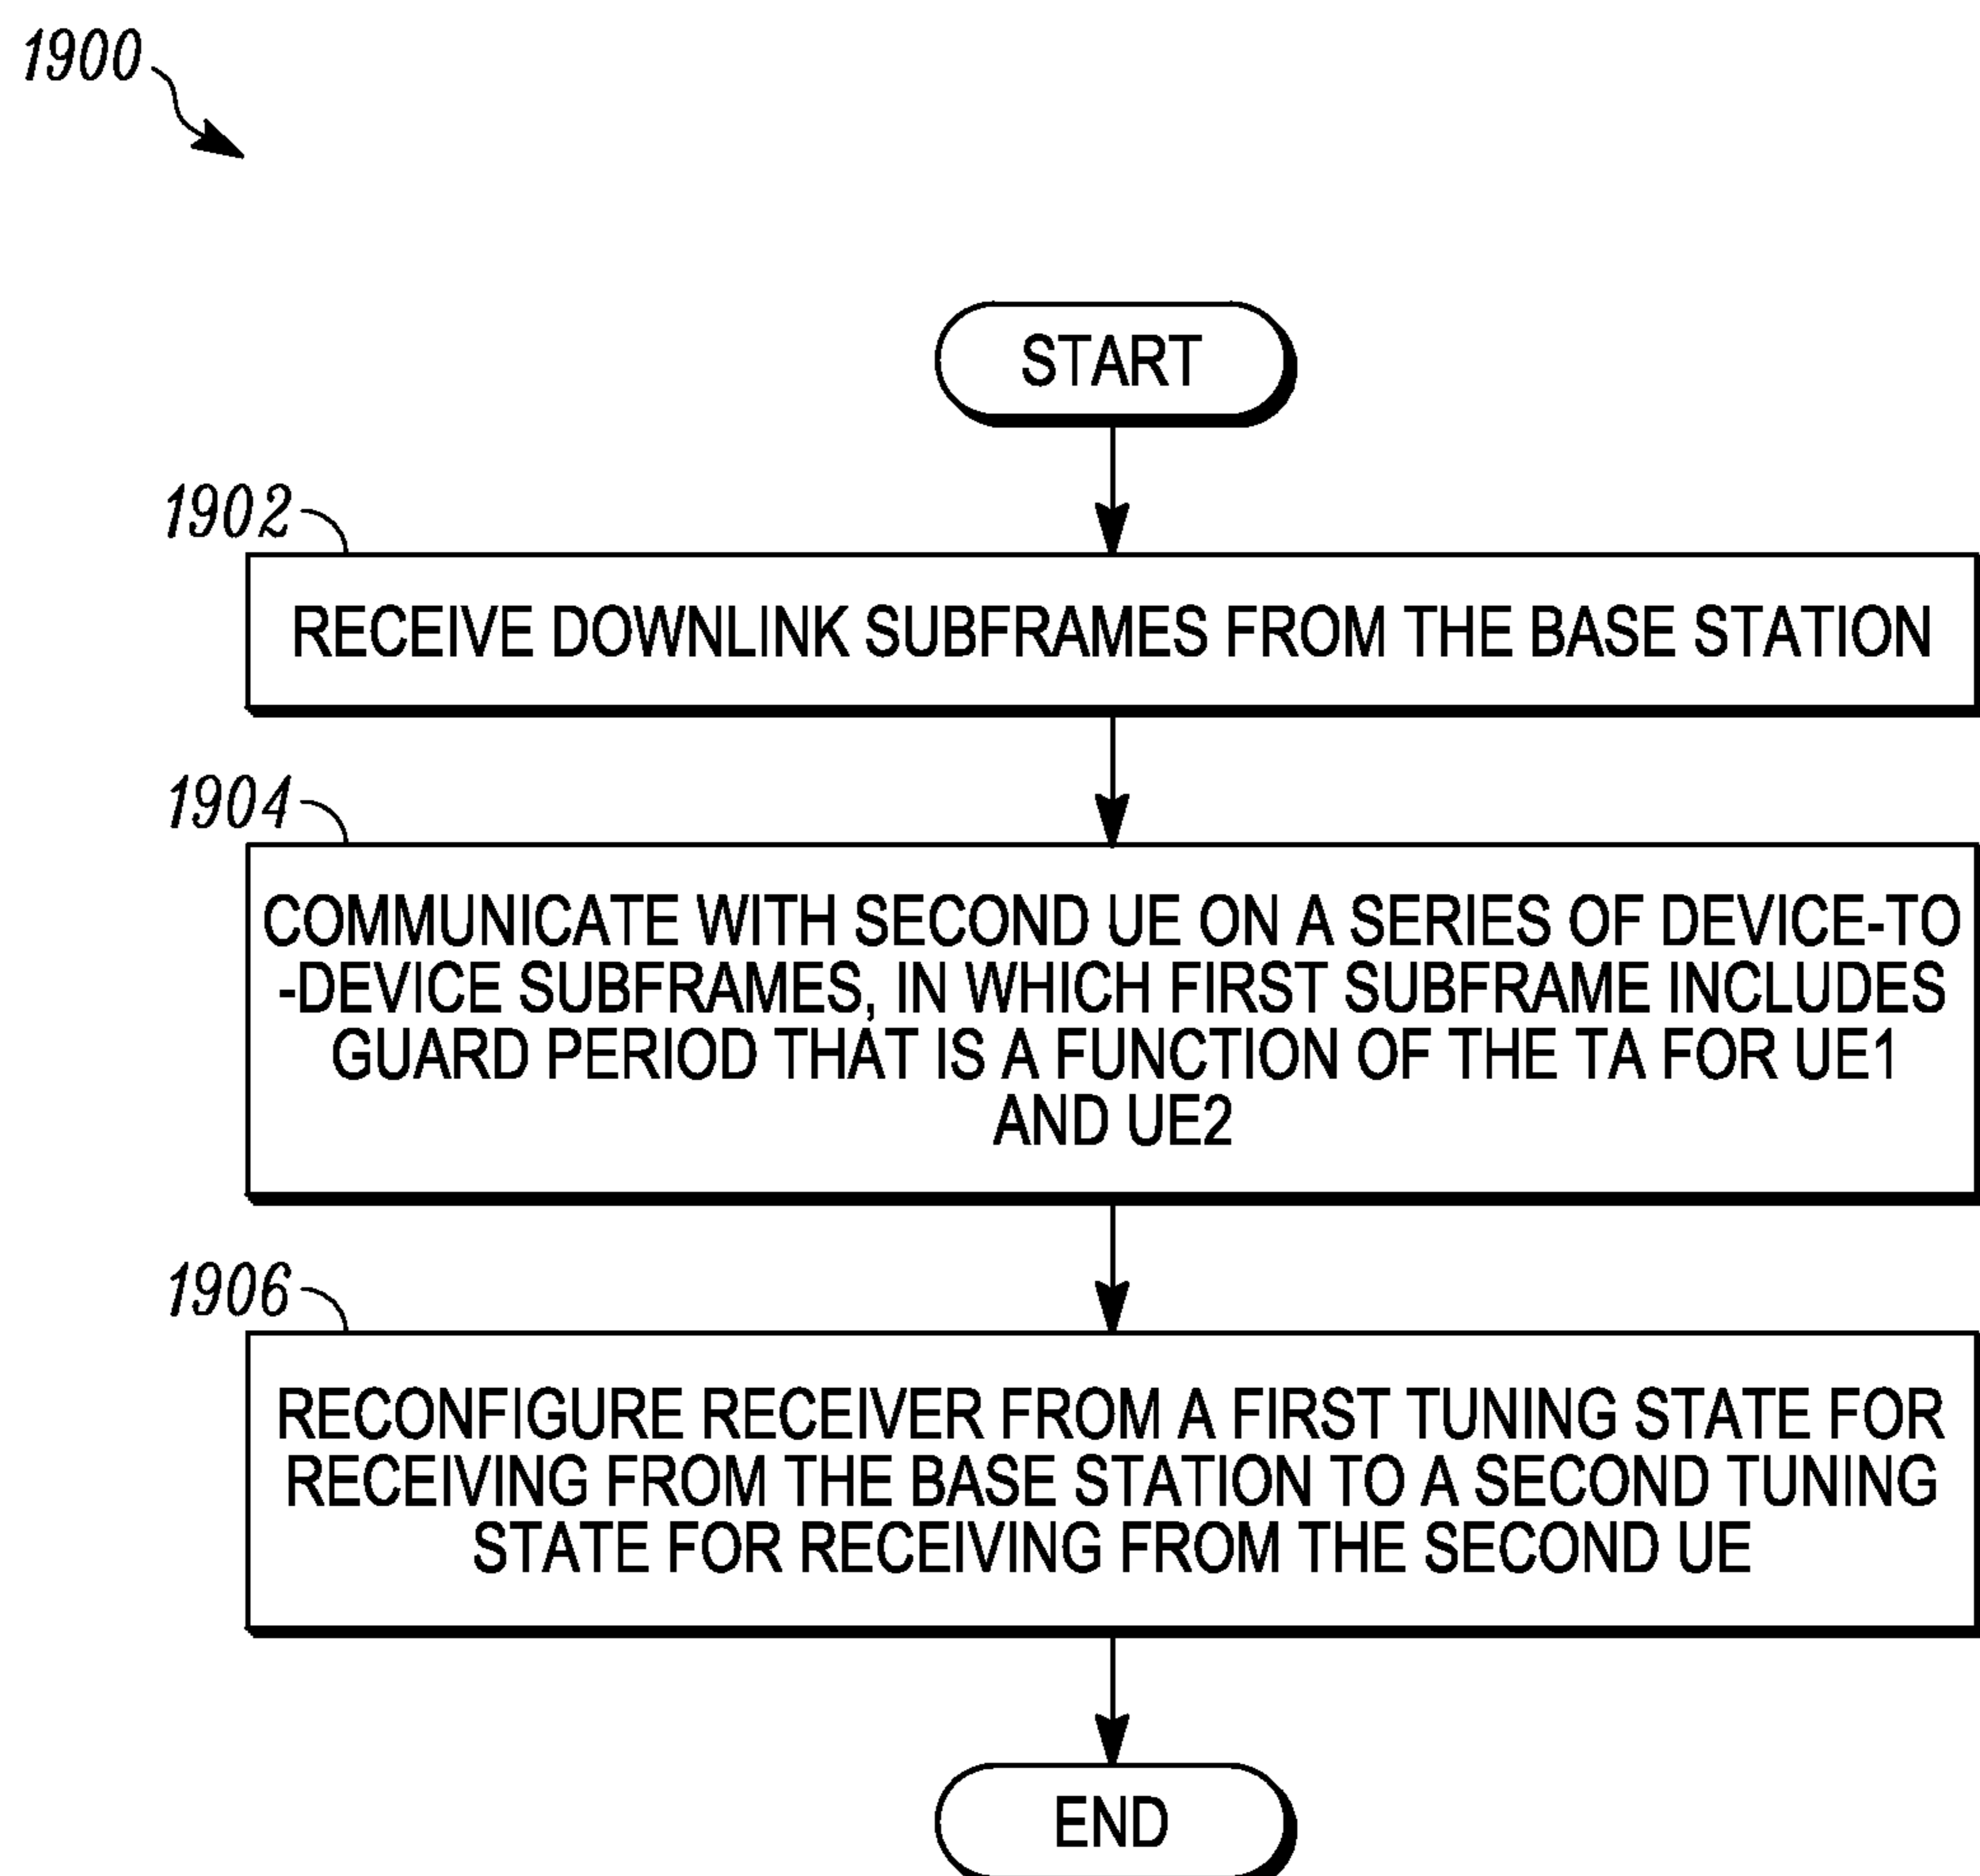 1900
START
1902
RECEIVE DOWNLINK SUBFRAMES FROM THE BASE STATION
1904
COMMUNICATE WITH SECOND UE ON A SERIES OF DEVICE-TO
-DEVICE SUBFRAMES, IN WHICH FIRST SUBFRAME INCLUDES
GUARD PERIOD THAT IS A FUNCTION OF THE TA FOR UE1
AND UE2
1906
RECONFIGURE RECEIVER FROM A FIRST TUNING STATE FOR
RECEIVING FROM THE BASE STATION TO A SECOND TUNING
STATE FOR RECEIVING FROM THE SECOND UE
END